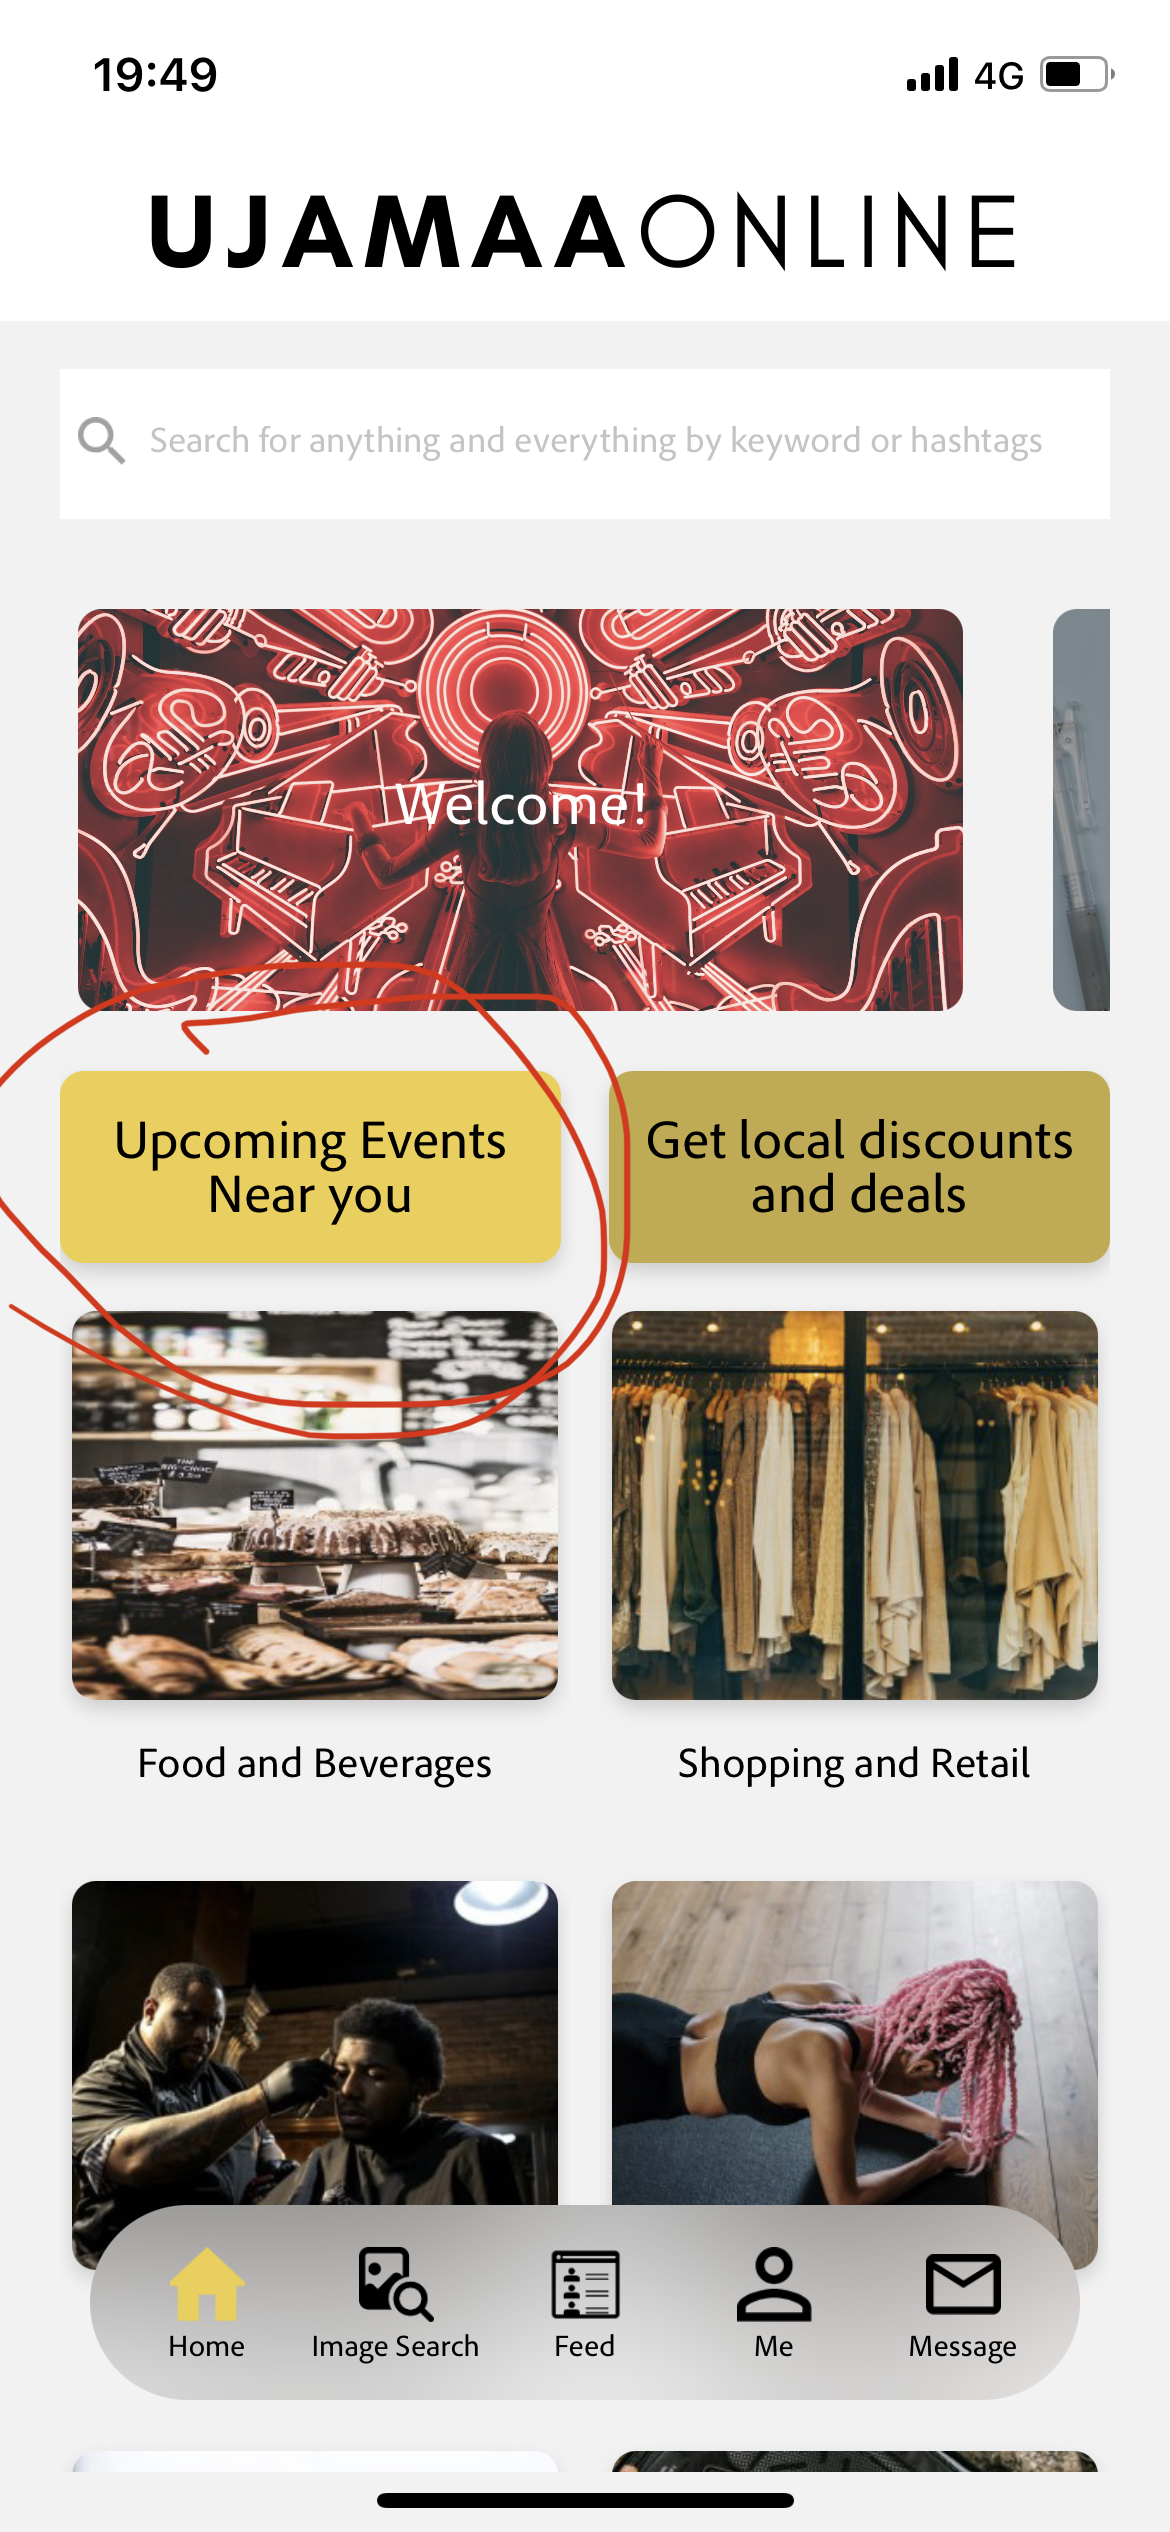 19:49 4G
UJAMAAONLINE
Search for anything and everything by keyword or hashtags
Welcome!
Upcoming Events
Near you
Get local discounts
and deals
Food and Beverages
Shopping and Retail
Home
Image Search
Feed
Me
Message